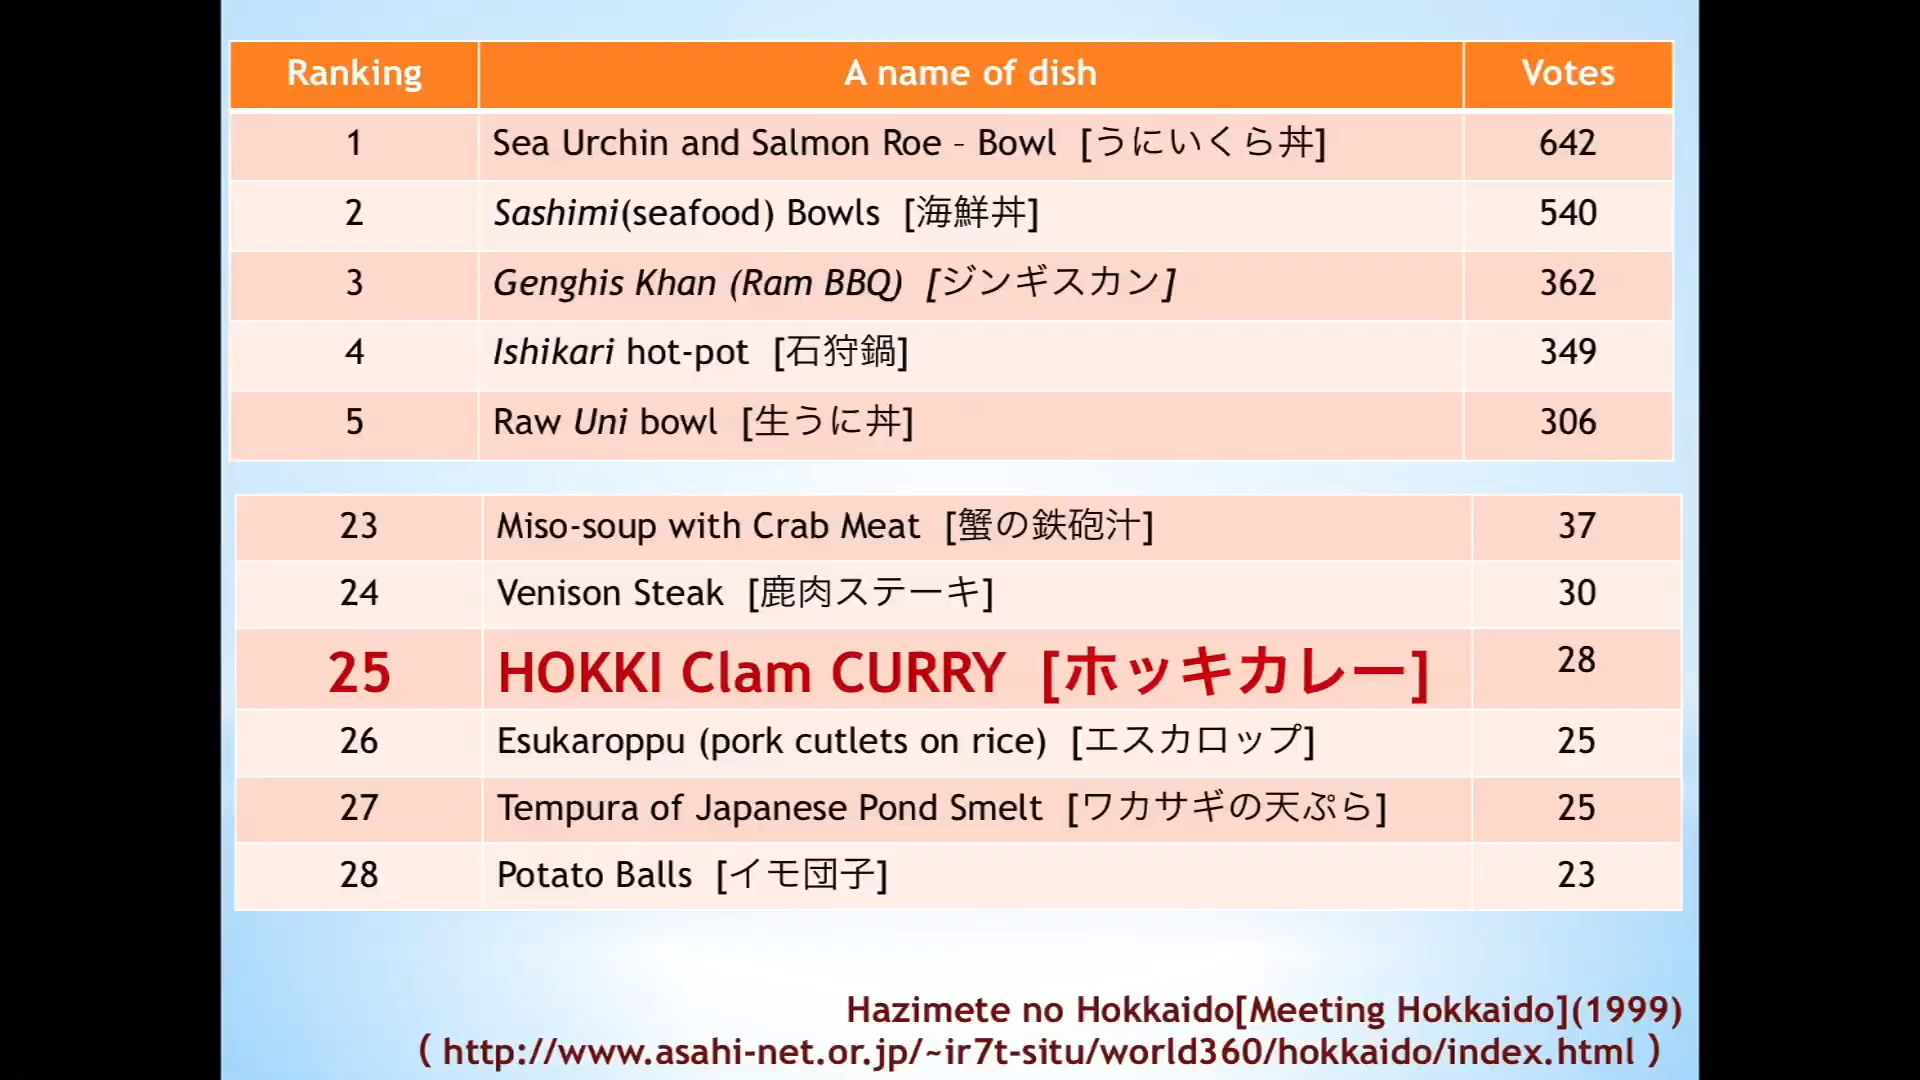 Ranking A name of dish Votes
1 Sea Urchin and Salmon Roe – Bowl [うにいくら丼] 642
2 Sashimi(seafood) Bowls [海鮮丼] 540
3 Genghis Khan (Ram BBQ) [ジンギスカン] 362
4 Ishikari hot-pot [石狩鍋] 349
5 Raw Uni bowl [生うに丼] 306
23 Miso-soup with Crab Meat [蟹の鉄砲汁] 37
24 Venison Steak [鹿肉ステーキ] 30
25 HOKKI Clam CURRY [ホッキカレー] 28
26 Esukaroppu (pork cutlets on rice) [エスカロップ] 25
27 Tempura of Japanese Pond Smelt [ワカサギの天ぷら] 25
28 Potato Balls [イモ団子] 23
Hazimete no Hokkaido[Meeting Hokkaido](1999)
( http://www.asahi-net.or.jp/~ir7t-situ/world360/hokkaido/index.html )